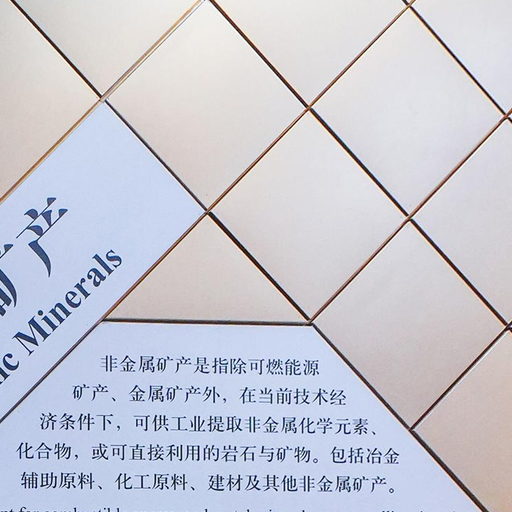 矿产
Minerals
非金属矿产是指除可燃能源
矿产、金属矿产外，在当前技术经
济条件下，可供工业提取非金属化学元素、
化合物，或可直接利用的岩石与矿物。包括冶金
辅助原料、化工原料、建材及其他非金属矿产。